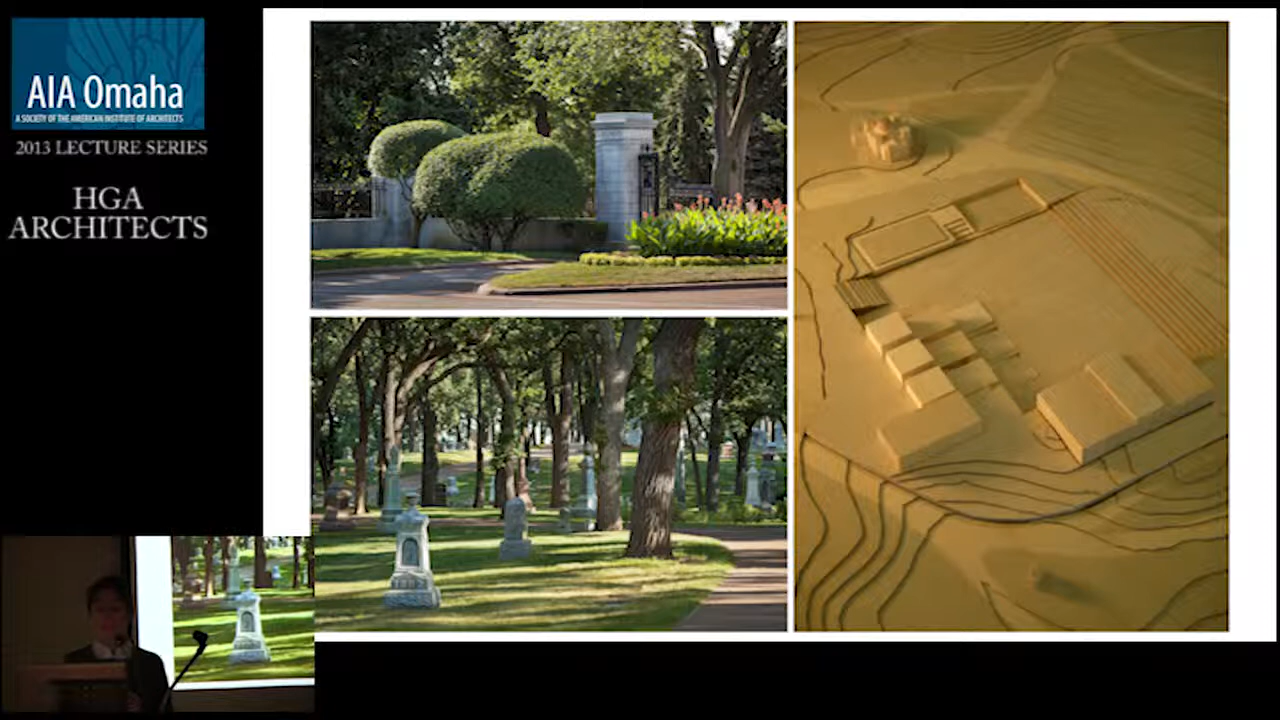 AIA Omaha
A SOCIETY OF THE AMERICAN INSTITUTE OF ARCHITECTS
2013 LECTURE SERIES
HGA
ARCHITECTS